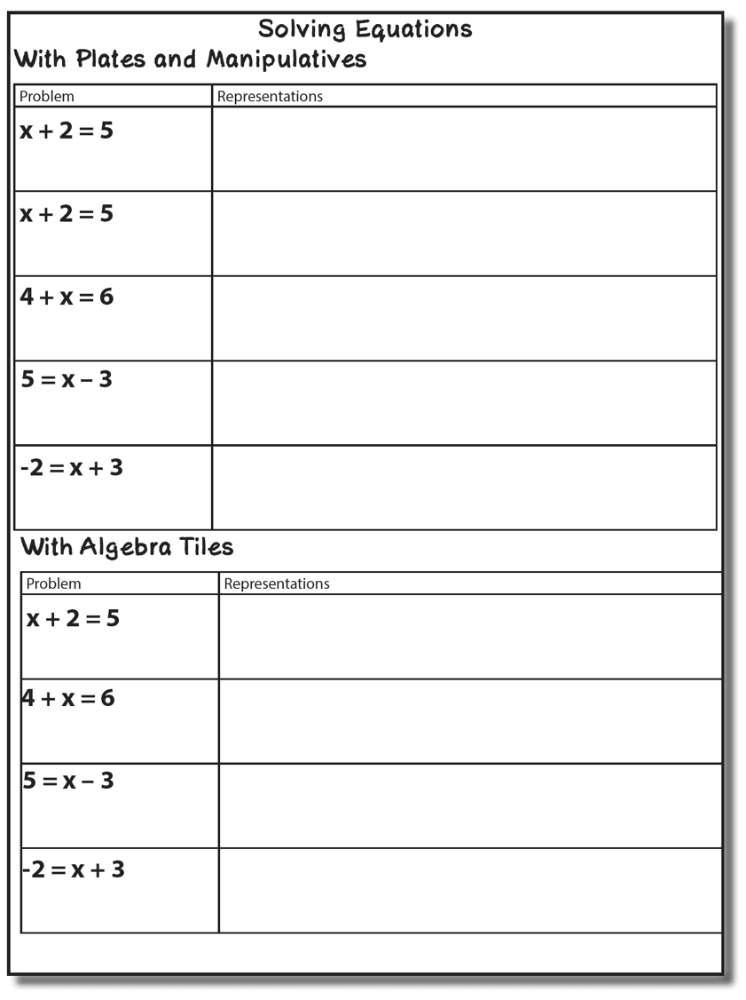 Solving Equations
With Plates and Manipulatives
Problem Representations
x + 2 = 5
x + 2 = 5
4 + x = 6
5 = x – 3
-2 = x + 3
With Algebra Tiles
Problem Representations
x + 2 = 5
4 + x = 6
5 = x – 3
-2 = x + 3